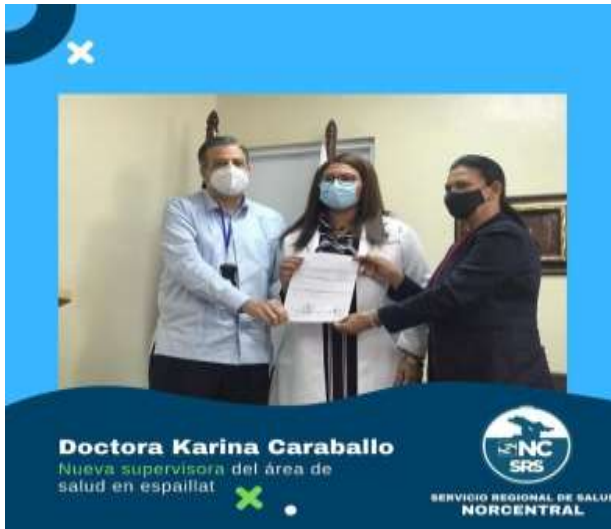 Doctora Karina Caraballo
Nueva supervisora del área de
salud en espaillat
NC
SRS
SERVICIO REGIONAL DE SALUD
NORCENTRAL